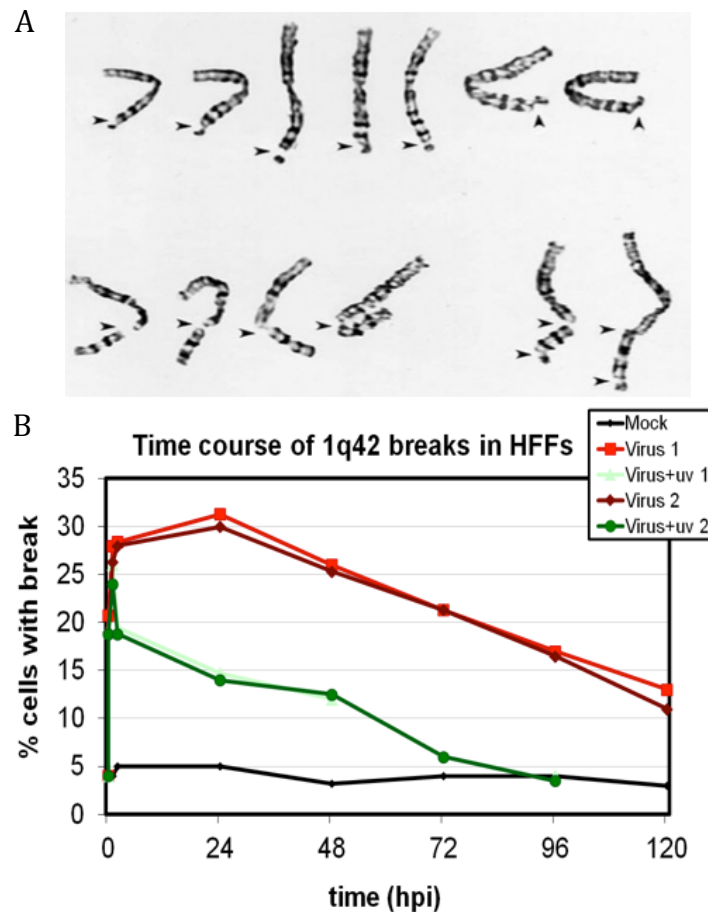 A
B
Time course of 1q42 breaks in HFFs
Mock
Virus 1
Virus+uv 1
Virus 2
Virus+uv 2
35
30
25
20
15
10
5
0
% cells with break
0 24 48 72 96 120
time (hpi)